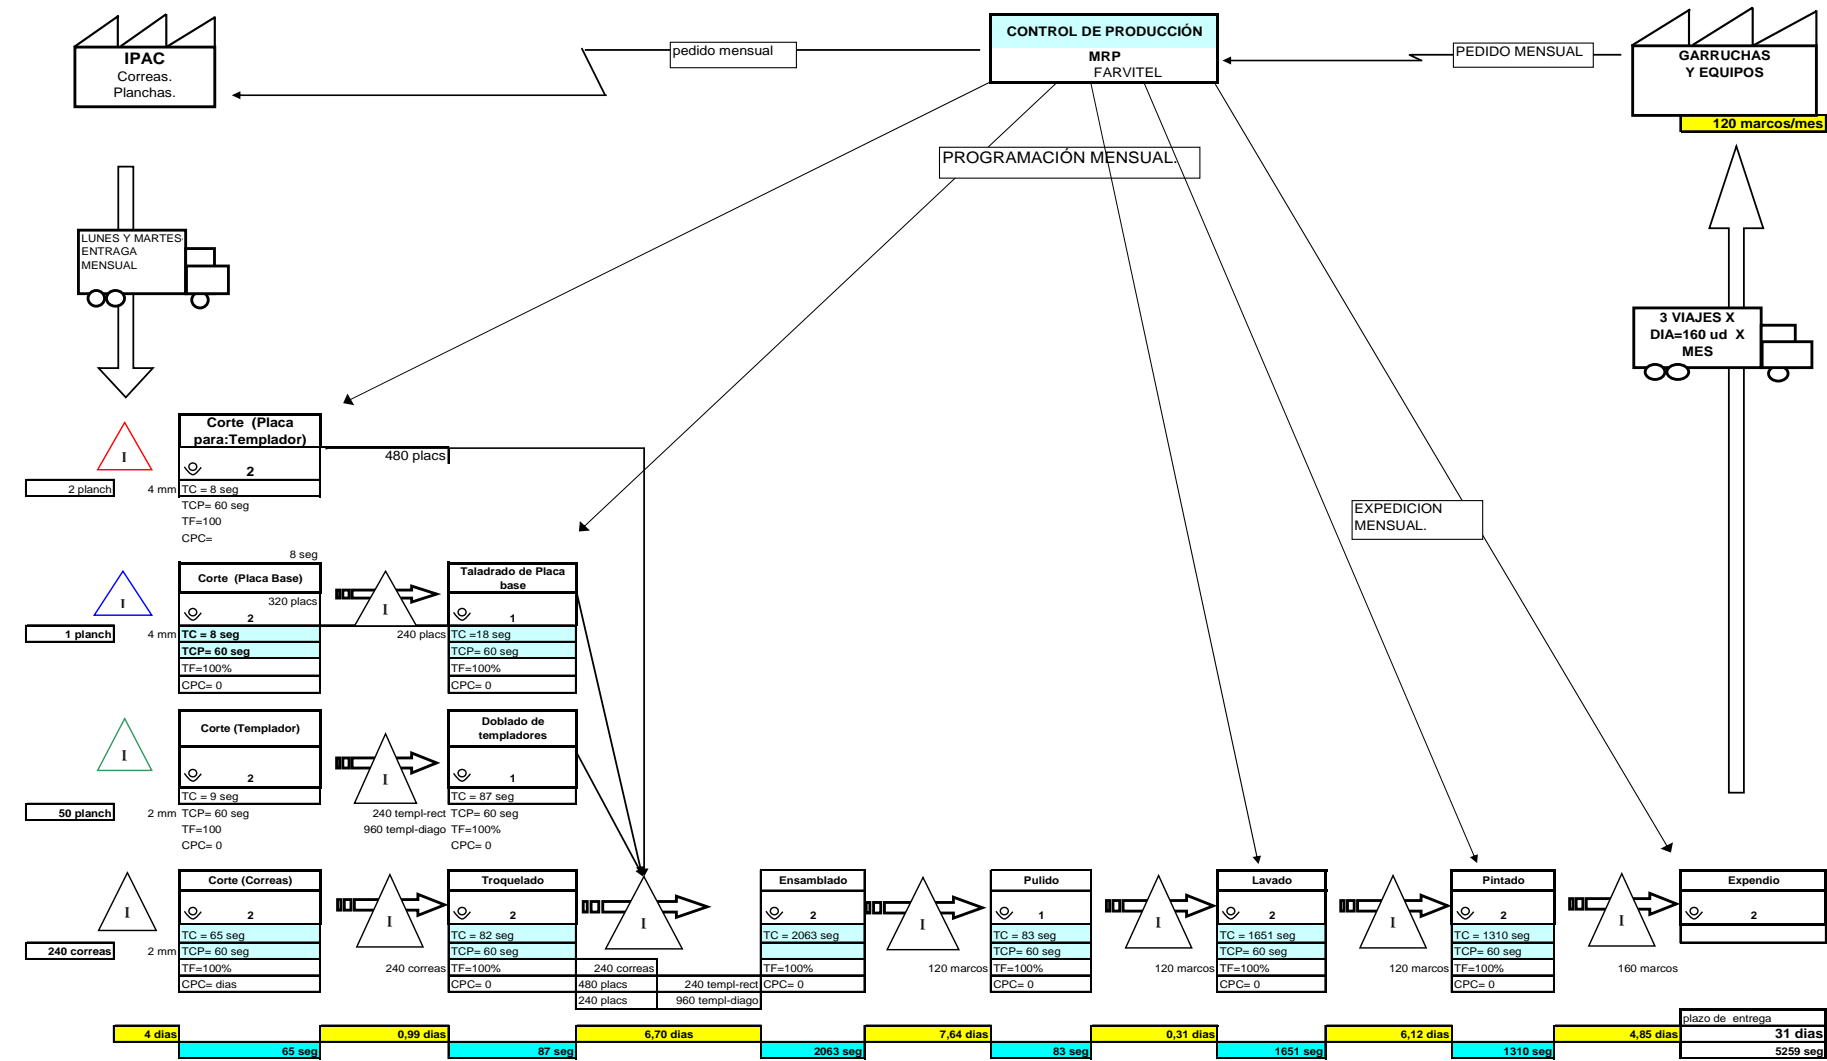 IPAC
Correas.
Planchas.
pedido mensual
CONTROL DE PRODUCCIÓN
MRP
FARVITEL
PEDIDO MENSUAL
GARRUCHAS
Y EQUIPOS
120 marcos/mes
PROGRAMACIÓN MENSUAL.
LUNES Y MARTES
ENTRAGA
MENSUAL
3 VIAJES X
DIA=160 ud X
MES
EXPEDICION
MENSUAL.
I
2 planch
4 mm
Corte (Placa
para:Templador)
2
TC = 8 seg
TCP= 60 seg
TF=100
CPC=
8 seg
480 placs
I
1 planch
4 mm
Corte (Placa Base)
320 placs
2
TC = 8 seg
TCP= 60 seg
TF=100%
CPC= 0
I
240 placs
Taladrado de Placa
base
1
TC =18 seg
TCP= 60 seg
TF=100%
CPC= 0
I
50 planch
2 mm
Corte (Templador)
2
TC = 9 seg
TCP= 60 seg
TF=100
CPC= 0
I
240 templ-rect
960 templ-diago
Doblado de
templadores
1
TC = 87 seg
TCP= 60 seg
TF=100%
CPC= 0
I
240 correas
2 mm
Corte (Correas)
2
TC = 65 seg
TCP= 60 seg
TF=100%
CPC= dias
I
240 correas
Troquelado
2
TC = 82 seg
TCP= 60 seg
TF=100%
CPC= 0
I
240 correas
480 placs
240 templ-rect
240 placs
960 templ-diago
Ensamblado
2
TC = 2063 seg
TF=100%
CPC= 0
I
120 marcos
Pulido
1
TC = 83 seg
TCP= 60 seg
TF=100%
CPC= 0
I
120 marcos
Lavado
2
TC = 1651 seg
TCP= 60 seg
TF=100%
CPC= 0
I
120 marcos
Pintado
2
TC = 1310 seg
TCP= 60 seg
TF=100%
CPC= 0
I
160 marcos
Expendio
2
plazo de entrega
4 dias
0,99 dias
6,70 dias
7,64 dias
0,31 dias
6,12 dias
4,85 dias
31 dias
65 seg
87 seg
2063 seg
83 seg
1651 seg
1310 seg
5259 seg